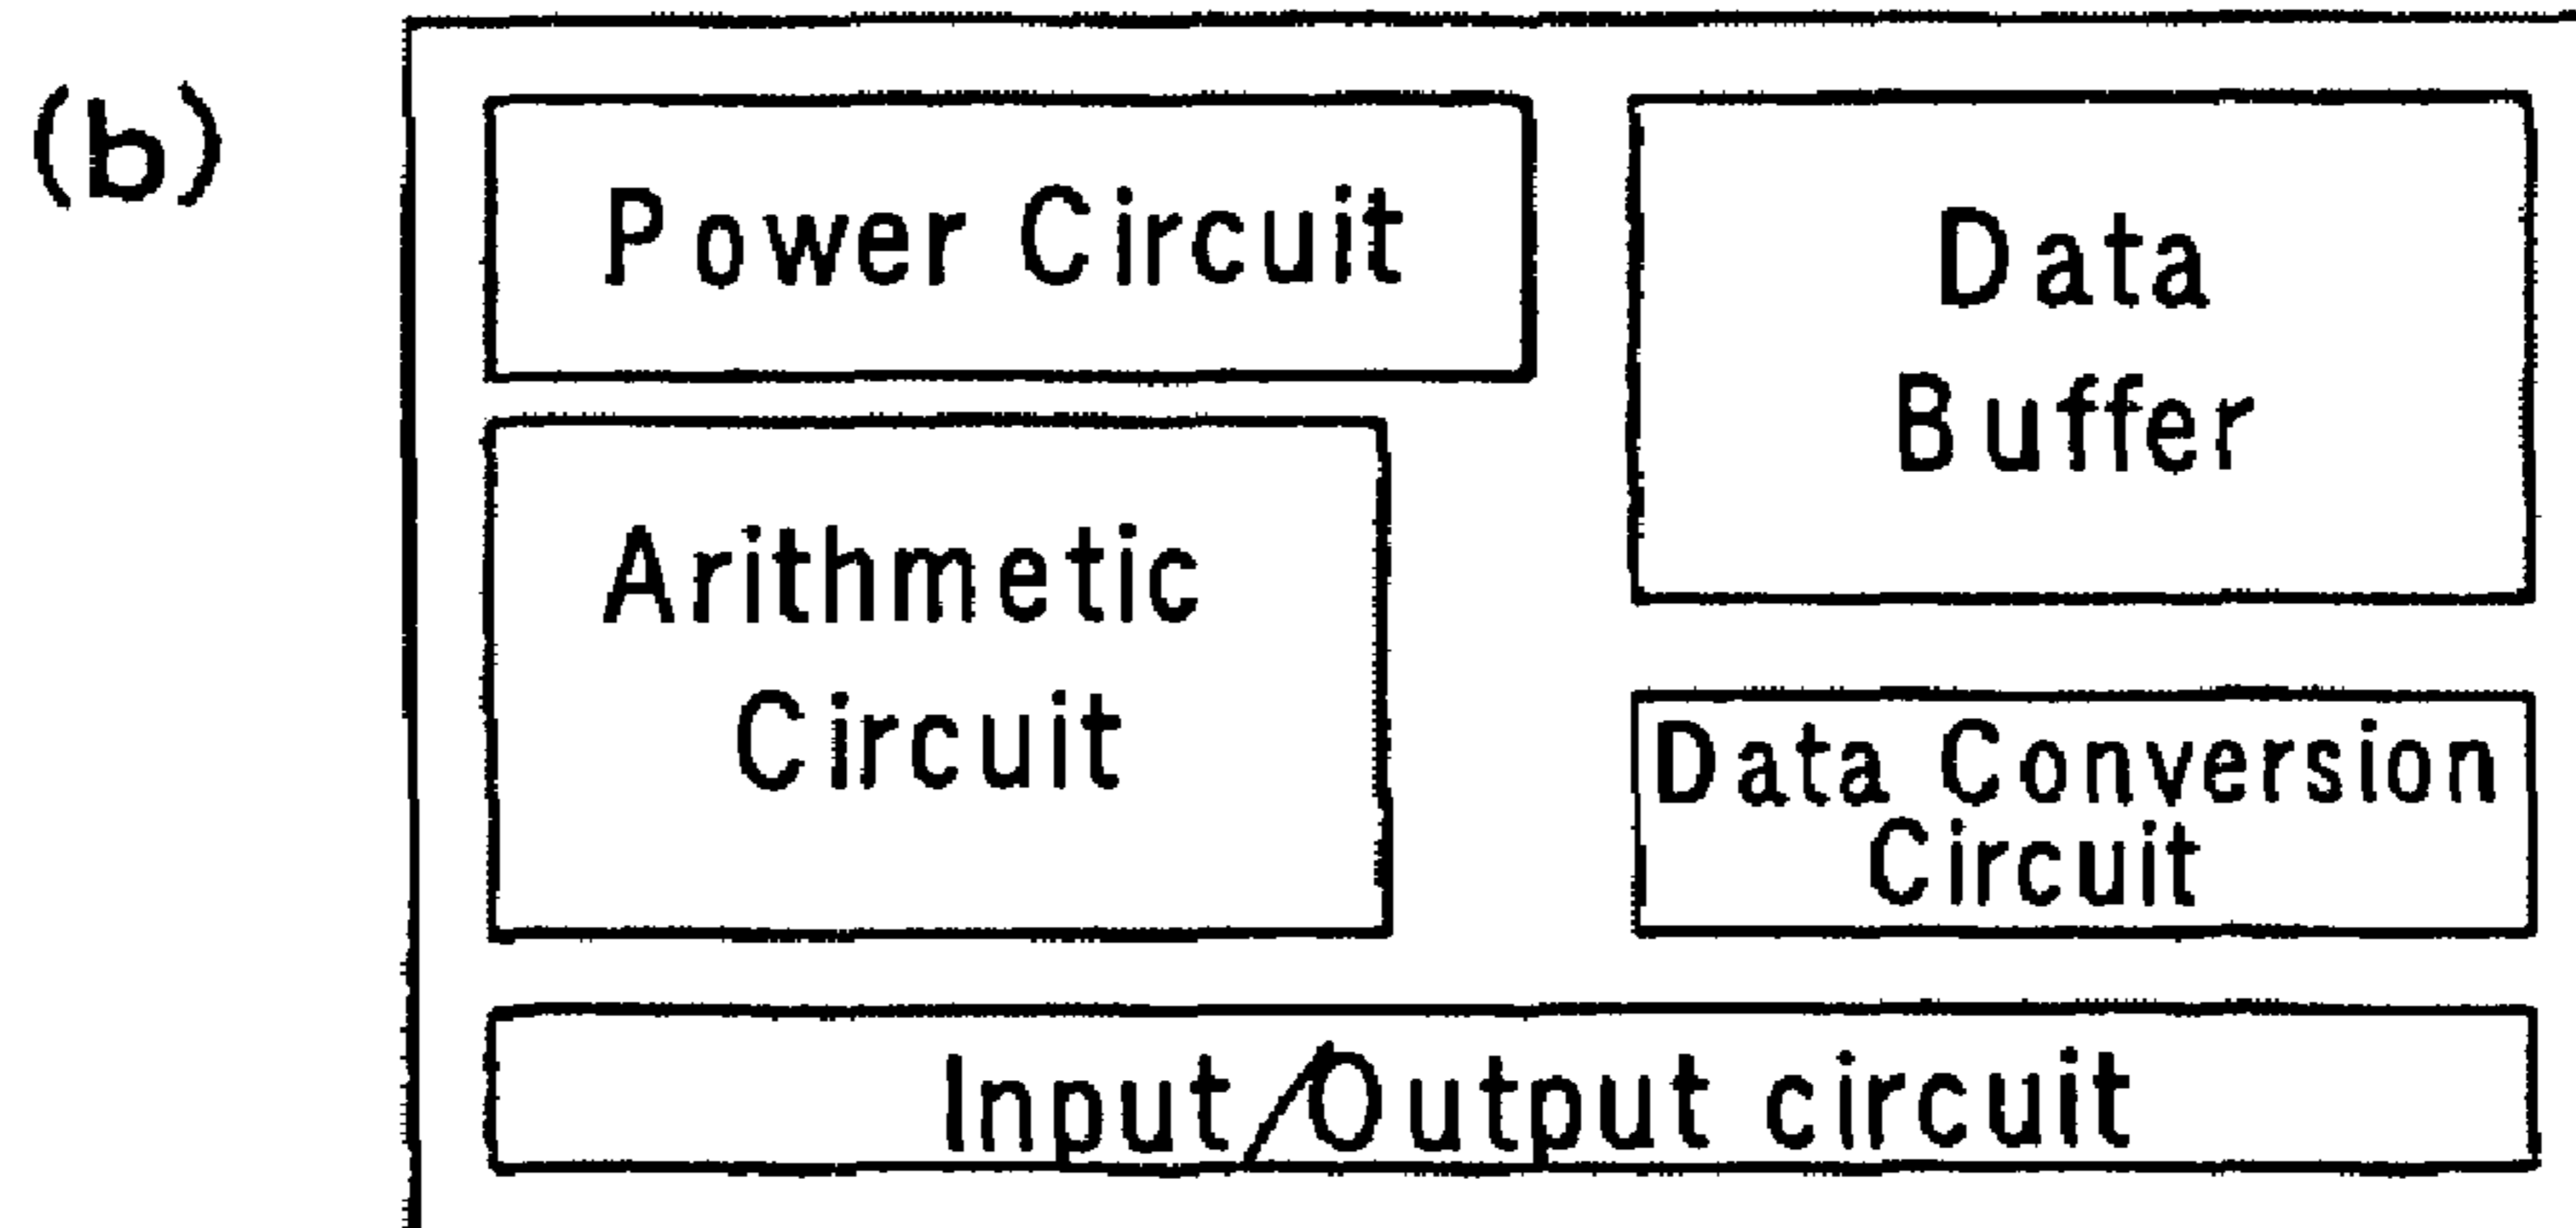 (b)
Power Circuit
Data
Buffer
Arithmetic
Circuit
Data Conversion
Circuit
Input/Output circuit